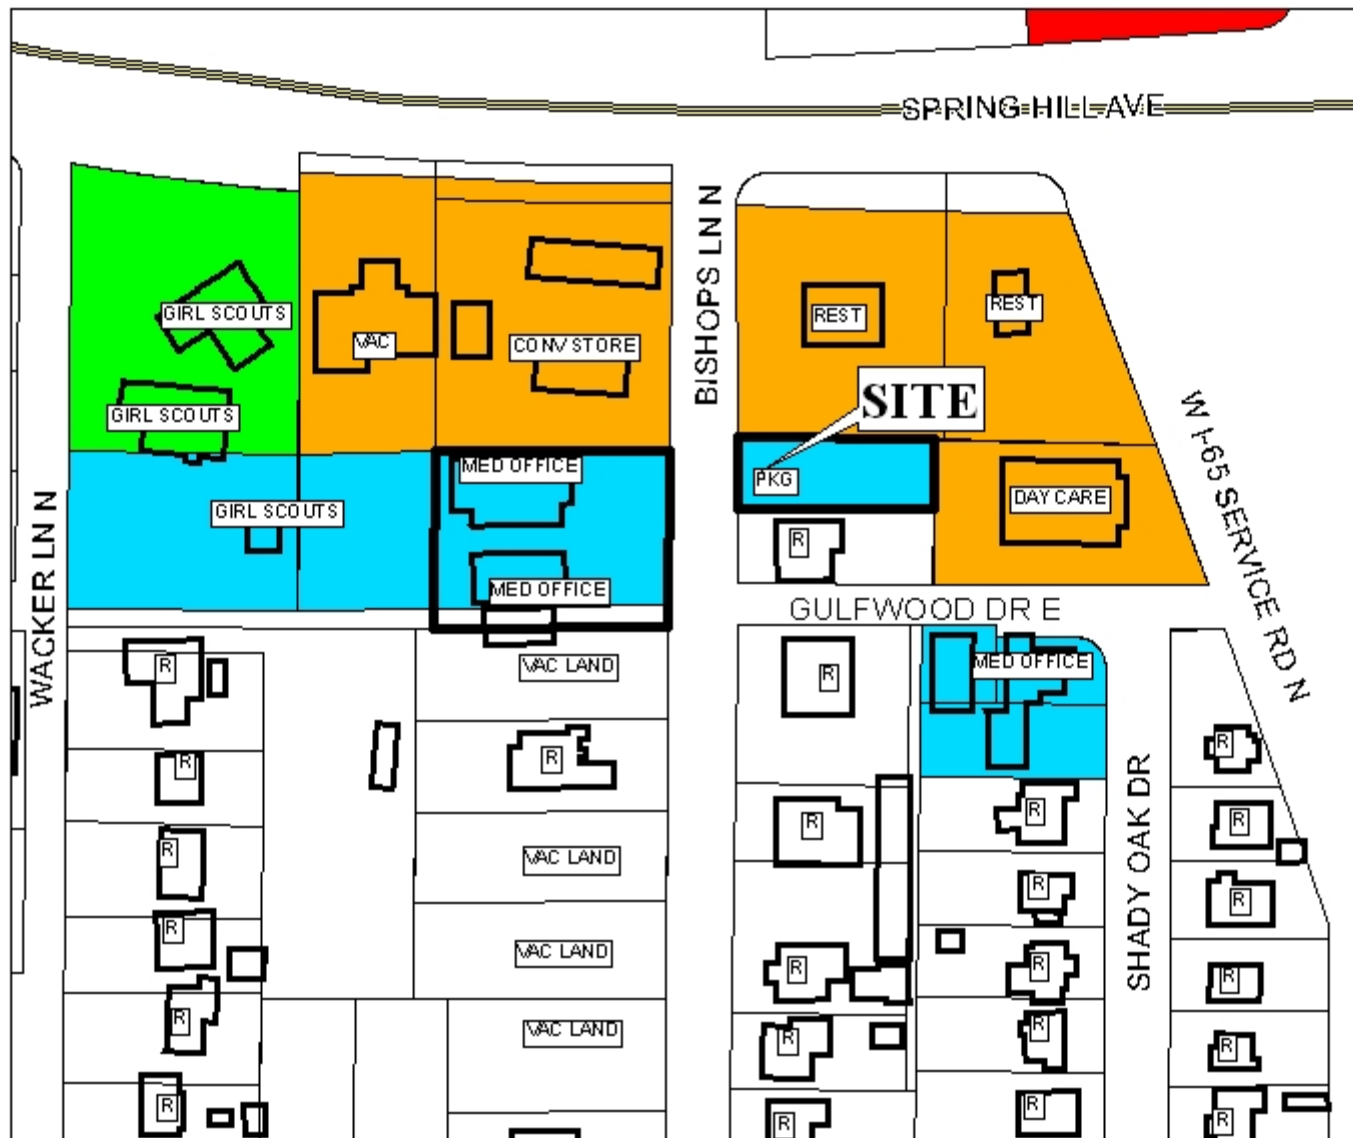 SPRING HILL AVE
BISHOPS LN N
GIRL SCOUTS
VAC
CONV STORE
REST
REST
SITE
GIRL SCOUTS
MED OFFICE
PKG
DAY CARE
W I-65 SERVICE RD N
GIRL SCOUTS
R
WACKER LN N
MED OFFICE
GULFWOOD DR E
R
VAC LAND
R
MED OFFICE
R
R
R
SHADY OAK DR
R
VAC LAND
R
R
R
R
R
R
VAC LAND
R
R
R
R
VAC LAND
R
R
R
R
R
R
R